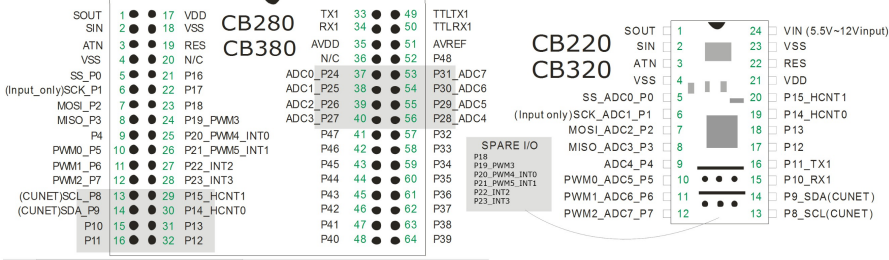 CB280
CB380
SOUT 1 17 VDD
SIN 2 18 VSS
ATN 3 19 RES
VSS 4 20 N/C
SS_P0 5 21 P16
(Input_only)SCK_P1 6 22 P17
MOSI_P2 7 23 P18
MISO_P3 8 24 P19_PWM3
P4 9 25 P20_PWM4_INT0
PWM0_P5 10 26 P21_PWM5_INT1
PWM1_P6 11 27 P22_INT2
PWM2_P7 12 28 P23_INT3
(CUNET)SCL_P8 13 29 P15_HCNT1
(CUNET)SDA_P9 14 30 P14_HCNT0
P10 15 31 P13
P11 16 32 P12
TX1 33 49 TTLTX1
RX1 34 50 TTLRX1
AVDD 35 51 AVREF
N/C 36 52 P48
ADC0_P24 37 53 P31_ADC7
ADC1_P25 38 54 P30_ADC6
ADC2_P26 39 55 P29_ADC5
ADC3_P27 40 56 P28_ADC4
P47 41 57 P32
P46 42 58 P33
P45 43 59 P34
P44 44 60 P35
P43 45 61 P36
P42 46 62 P37
P41 47 63 P38
P40 48 64 P39
SPARE I/O
P18
P19_PWM3
P20_PWM4_INT0
P21_PWM5_INT1
P22_INT2
P23_INT3
CB220
CB320
SOUT 1 24 VIN (5.5V~12Vinput)
SIN 2 23 VSS
ATN 3 22 RES
VSS 4 21 VDD
SS_ADC0_P0 5 20 P15_HCNT1
(Input only)SCK_ADC1_P1 6 19 P14_HCNT0
MOSI_ADC2_P2 7 18 P13
MISO_ADC3_P3 8 17 P12
ADC4_P4 9 16 P11_TX1
PWM0_ADC5_P5 10 15 P10_RX1
PWM1_ADC6_P6 11 14 P9_SDA(CUNET)
PWM2_ADC7_P7 12 13 P8_SCL(CUNET)